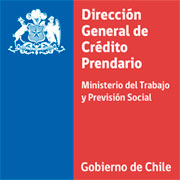 Dirección
General de
Crédito
Prendario
Ministerio del Trabajo
y Previsión Social
Gobierno de Chile